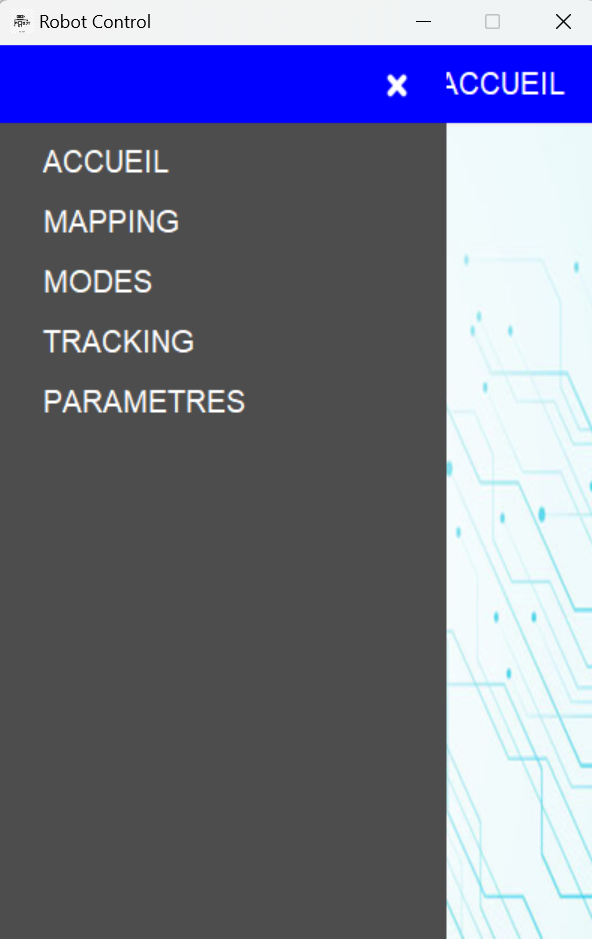 Robot Control
ACCUEIL
ACCUEIL
MAPPING
MODES
TRACKING
PARAMETRES